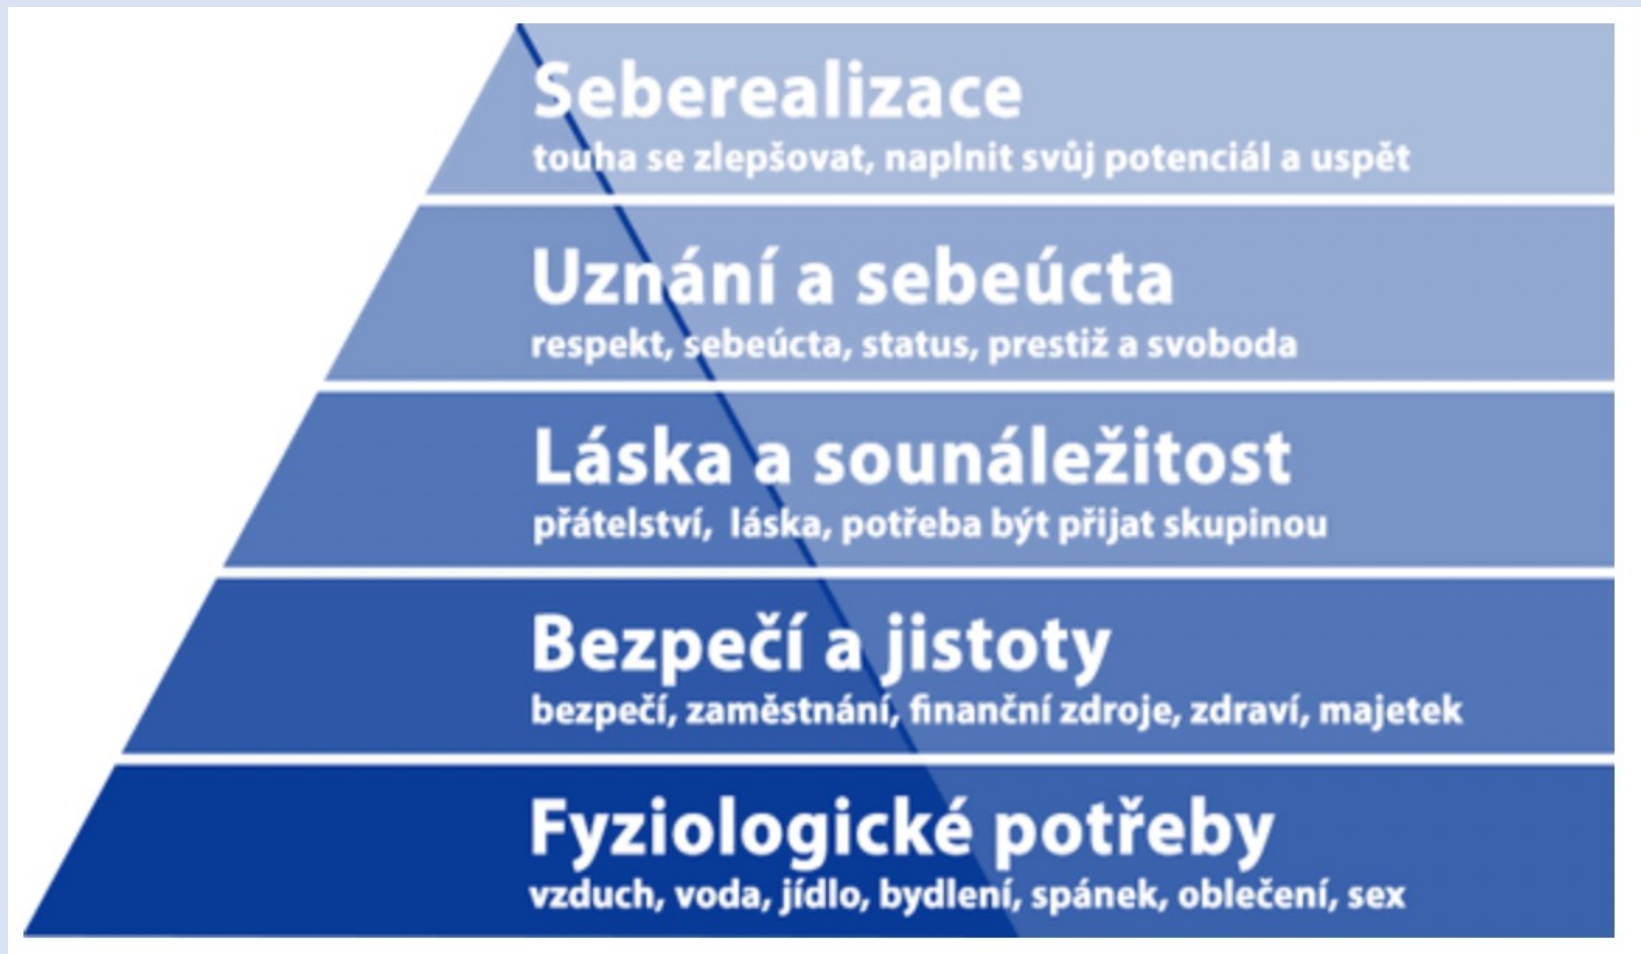 Seberealizace
touha se zlepšovat, naplnit svůj potenciál a uspět
Uznání a sebeúcta
respekt, sebeúcta, status, prestiž a svoboda
Láska a sounáležitost
přátelství, láska, potřeba být přijat skupinou
Bezpečí a jistoty
bezpečí, zaměstnání, finanční zdroje, zdraví, majetek
Fyziologické potřeby
vzduch, voda, jídlo, bydlení, spánek, oblečení, sex